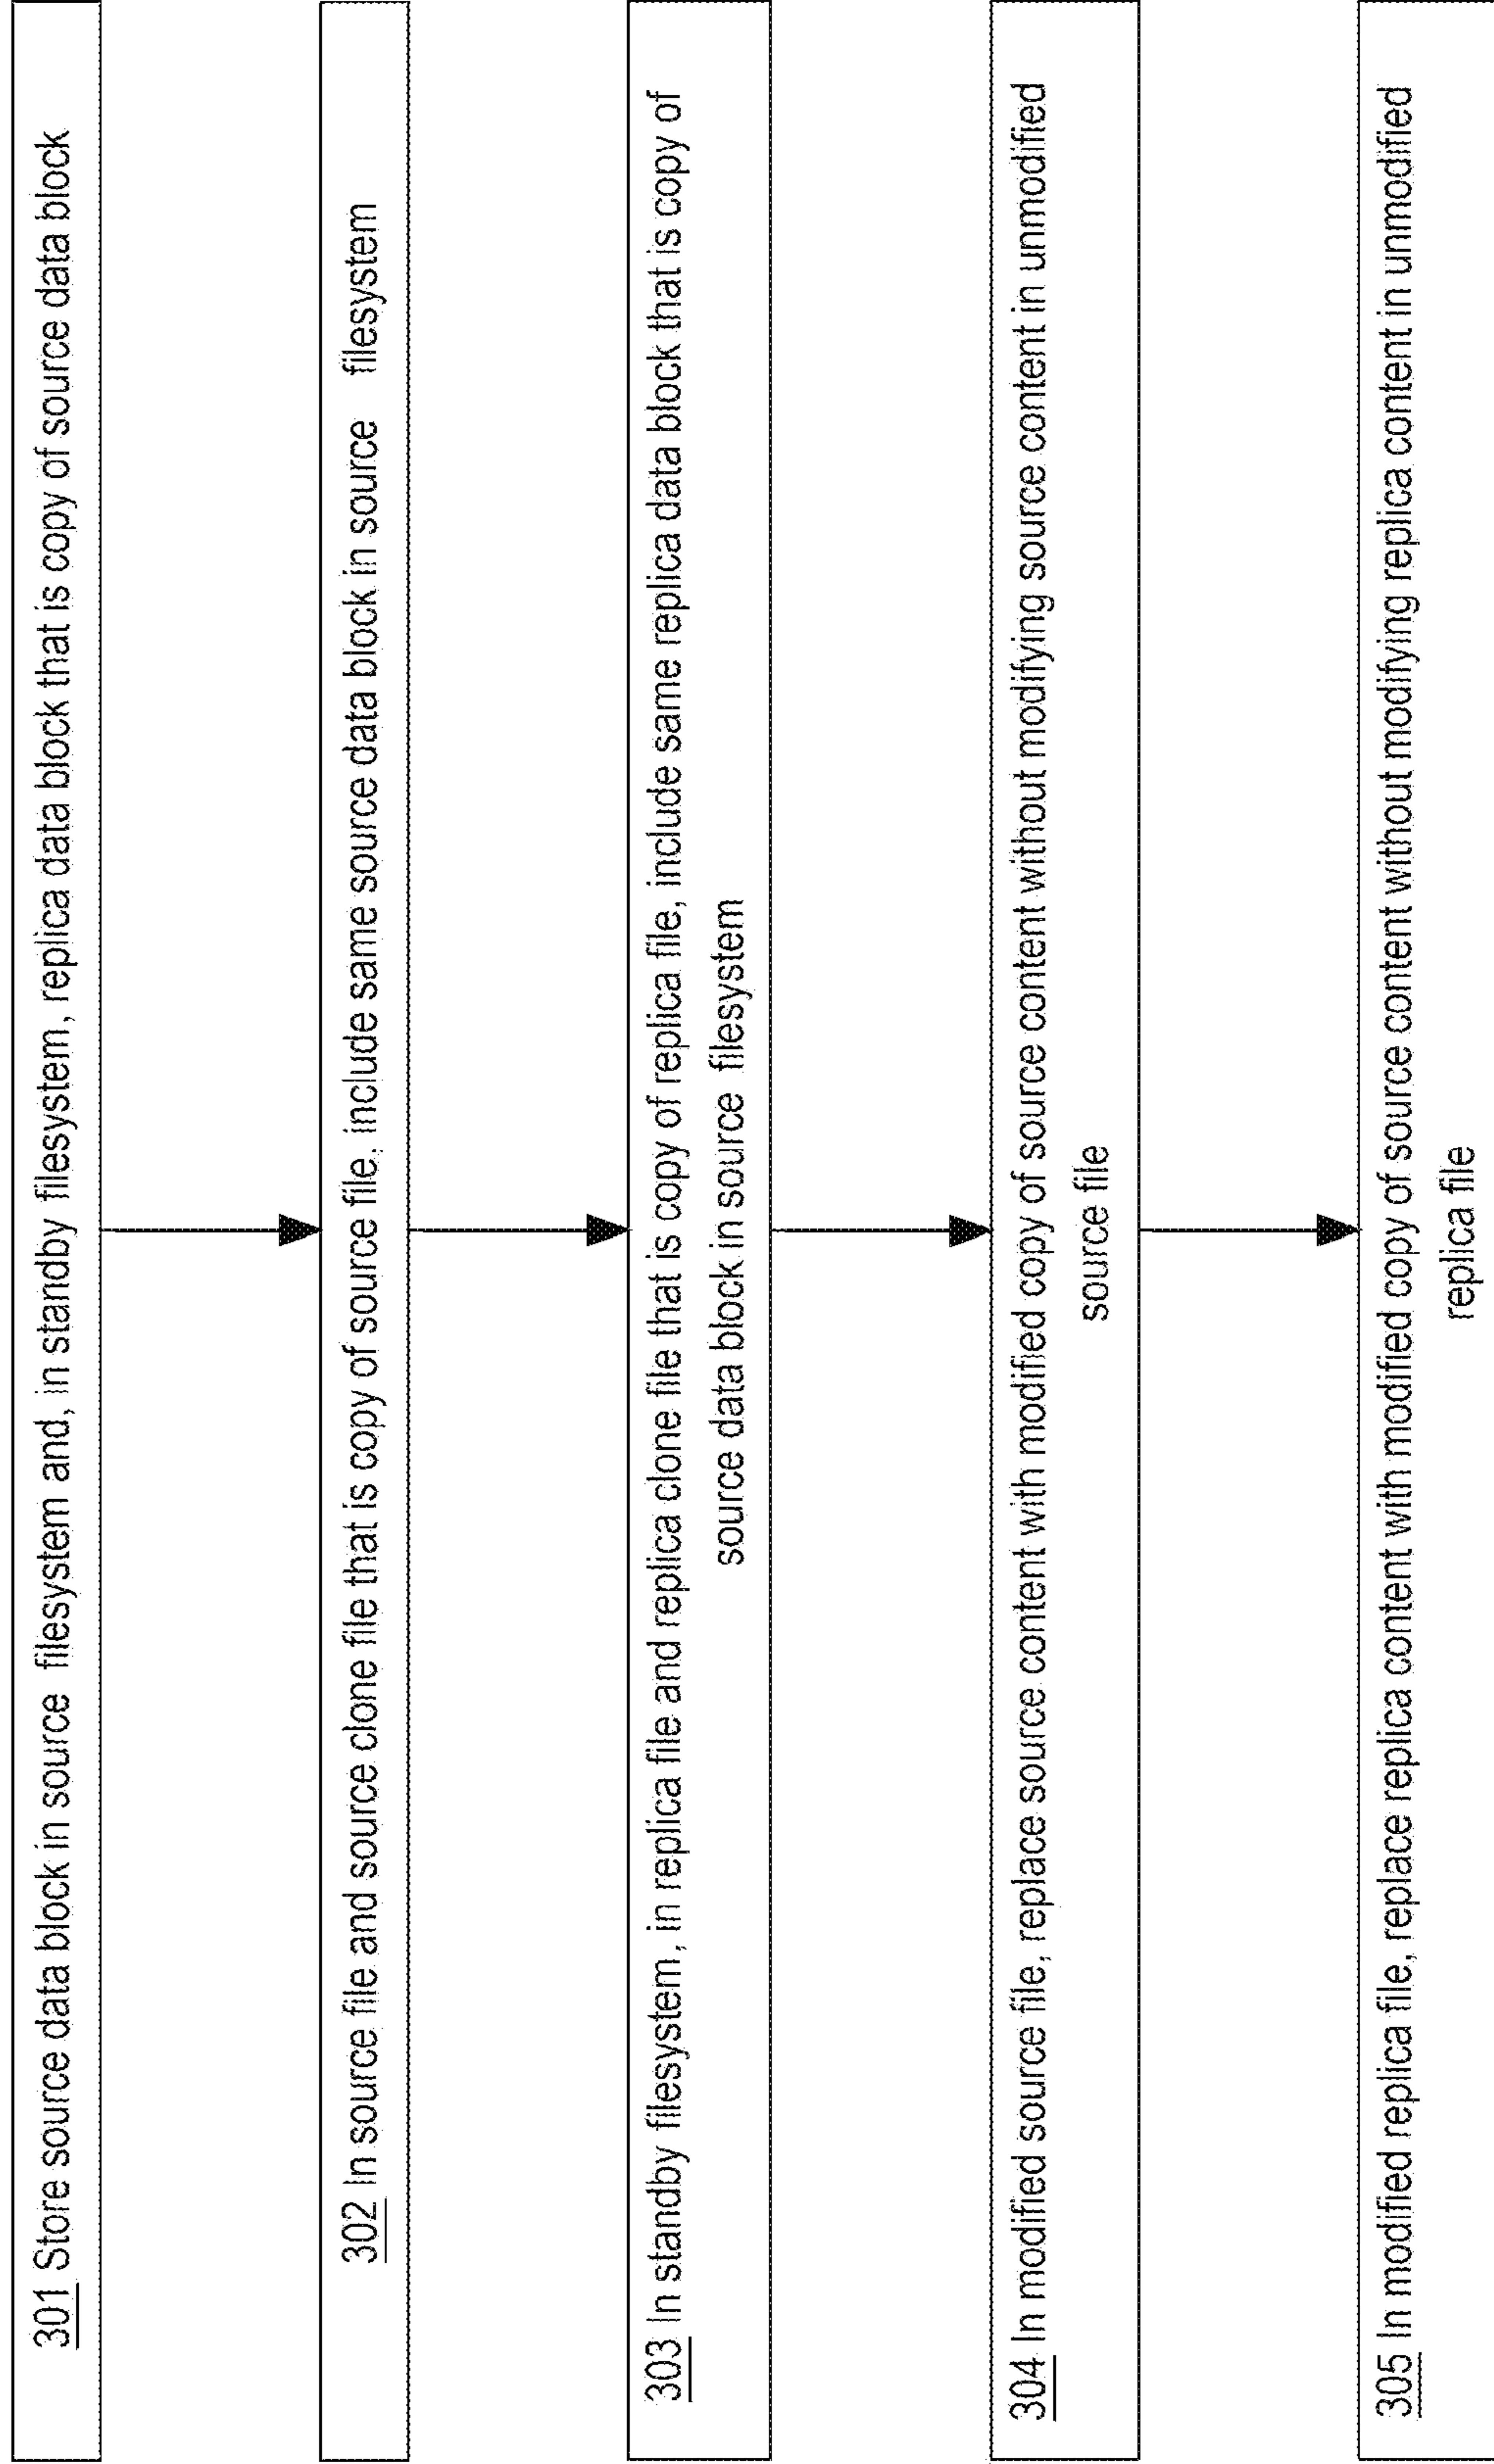 301 Store source data block in source filesystem and, in standby filesystem, replica data block that is copy of source data block
302 In source file and source clone file that is copy of source file, include same source data block in source filesystem
303 In standby filesystem, in replica file and replica clone file that is copy of replica file, include same replica data block that is copy of
source data block in source filesystem
304 In modified source file, replace source content with modified copy of source content without modifying source content in unmodified
source file
305 In modified replica file, replace replica content with modified copy of source content without modifying replica content in unmodified
replica file